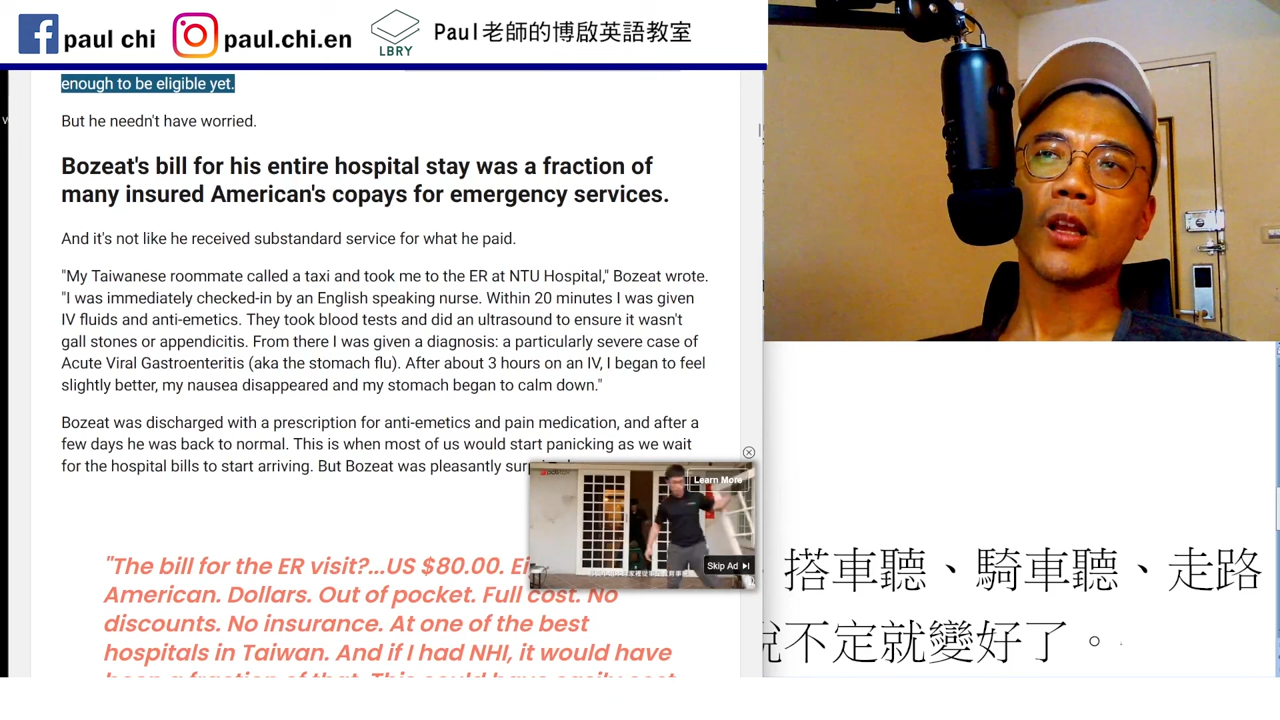 paul chi
paul.chi.en
LBRY
Paul老師的博啟英語教室
enough to be eligible yet.
But he needn't have worried.
Bozeat's bill for his entire hospital stay was a fraction of
many insured American's copays for emergency services.
And it's not like he received substandard service for what he paid.
"My Taiwanese roommate called a taxi and took me to the ER at NTU Hospital," Bozeat wrote.
"I was immediately checked-in by an English speaking nurse. Within 20 minutes I was given
IV fluids and anti-emetics. They took blood tests and did an ultrasound to ensure it wasn't
gall stones or appendicitis. From there I was given a diagnosis: a particularly severe case of
Acute Viral Gastroenteritis (aka the stomach flu). After about 3 hours on an IV, I began to feel
slightly better, my nausea disappeared and my stomach began to calm down."
Bozeat was discharged with a prescription for anti-emetics and pain medication, and after a
few days he was back to normal. This is when most of us would start panicking as we wait
for the hospital bills to start arriving. But Bozeat was pleasantly
Learn More
Skip Ad
"The bill for the ER visit?...US $80.00.
American. Dollars. Out of pocket. Full cost. No
discounts. No insurance. At one of the best
hospitals in Taiwan. And if I had NHI, it would have
搭車聽、騎車聽、走路
說不定就變好了。